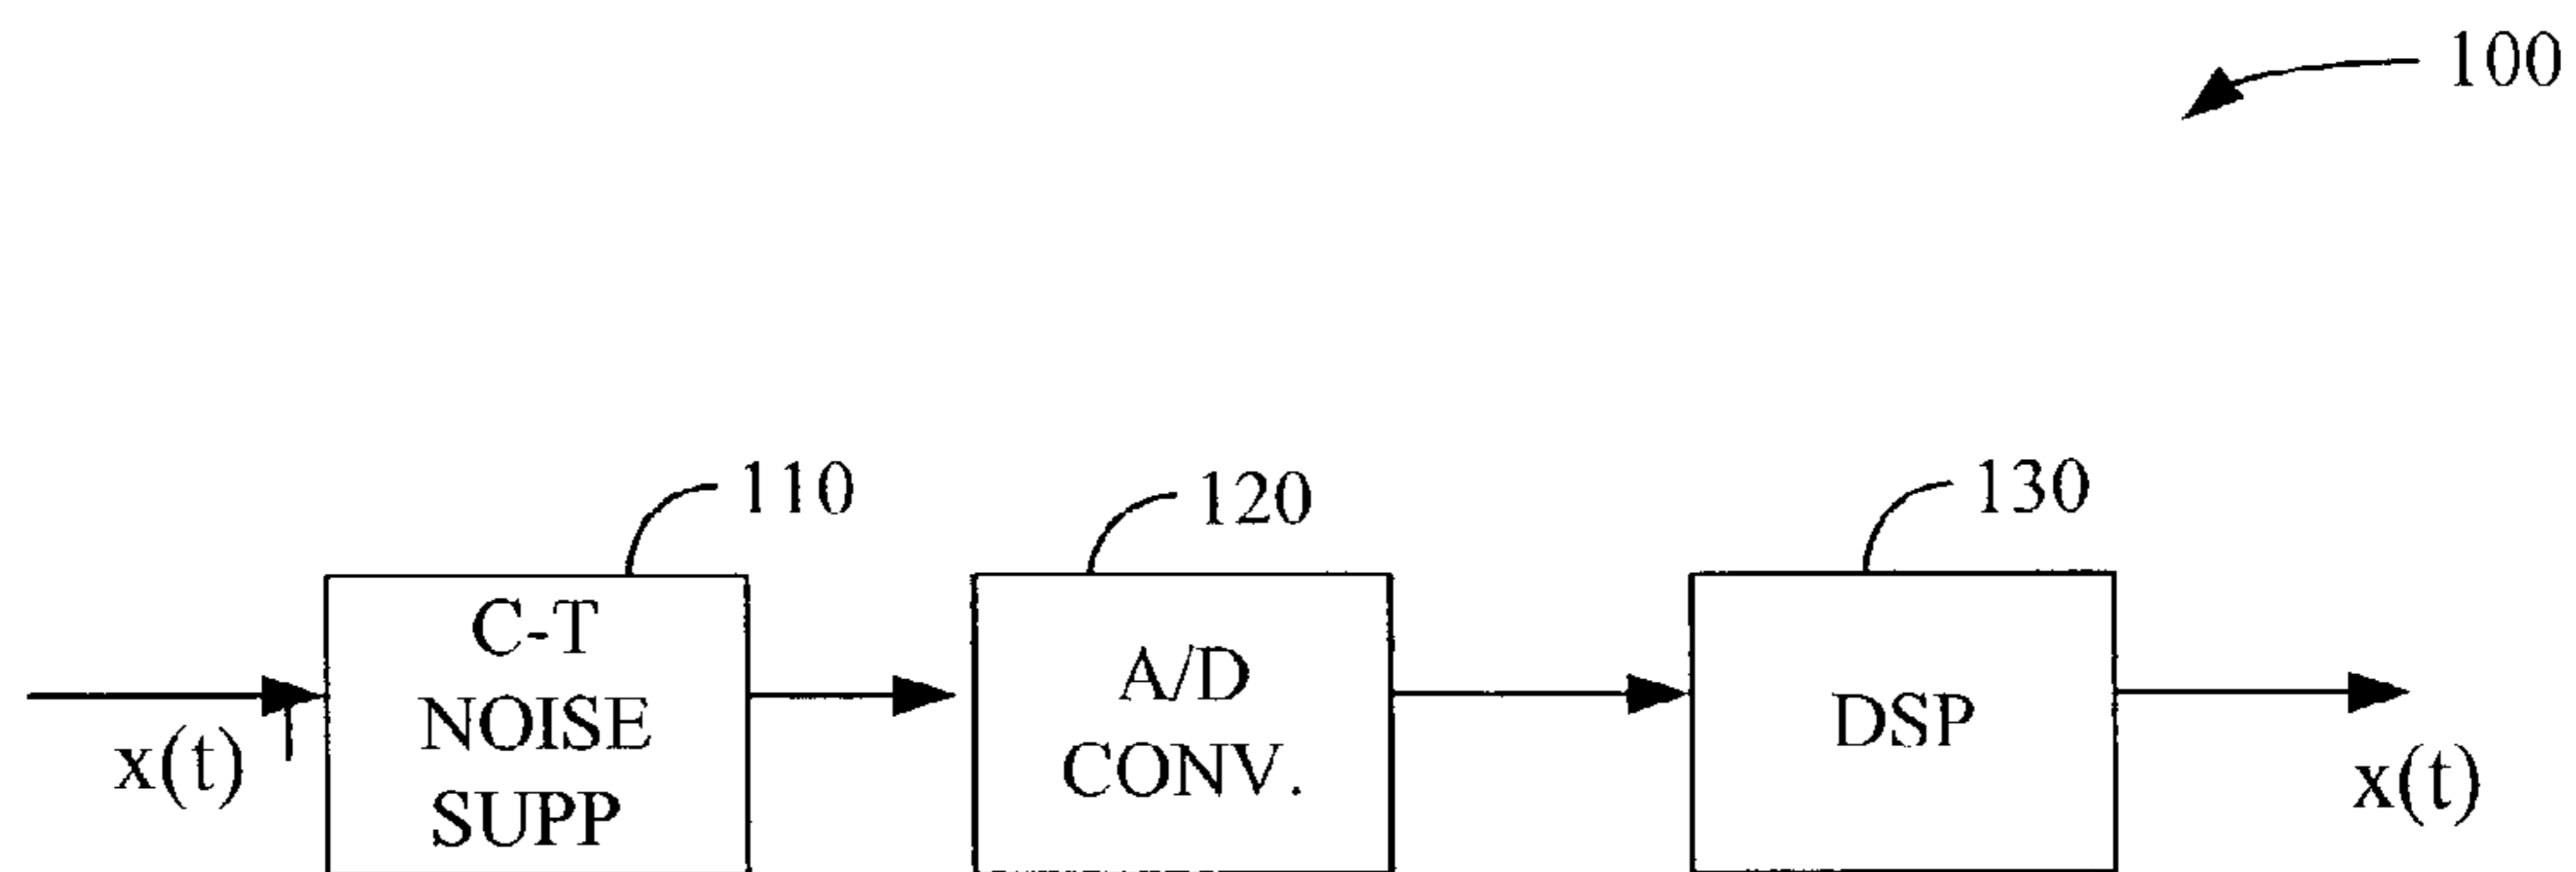 100
110
120
130
C-T
NOISE
SUPP
A/D
CONV.
DSP
x(t)
x(t)